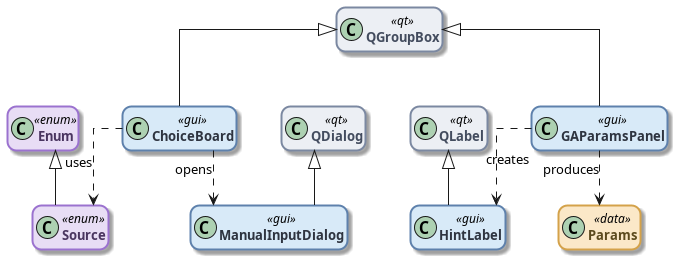 «qt»
C QGroupBox
«enum»
C Enum
«gui»
C ChoiceBoard
«qt»
C QDialog
«qt»
C QLabel
«gui»
C GAParamsPanel
uses
opens
creates
produces
«enum»
C Source
«gui»
C ManualInputDialog
«gui»
C HintLabel
«data»
C Params